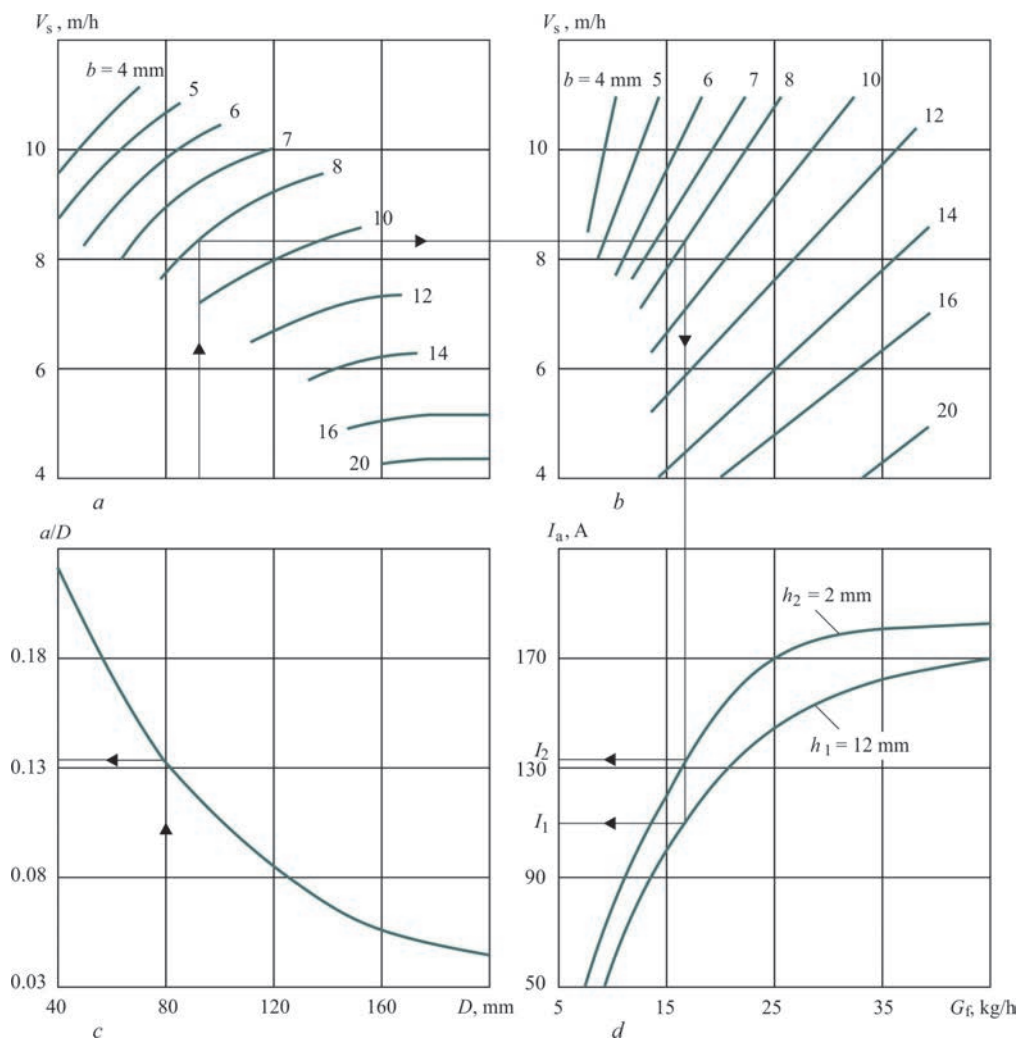 V_s, m/h
b = 4 mm
5
6
7
8
10
12
14
16
20
10
8
6
4
a
V_s, m/h
b = 4 mm
5
6
7
8
10
12
14
16
20
10
8
6
4
b
a/D
0.18
0.13
0.08
0.03
40
80
120
160
D, mm
c
I_a, A
h_2 = 2 mm
h_1 = 12 mm
170
I_2
130
I_1
90
50
5
15
25
35
G_f, kg/h
d